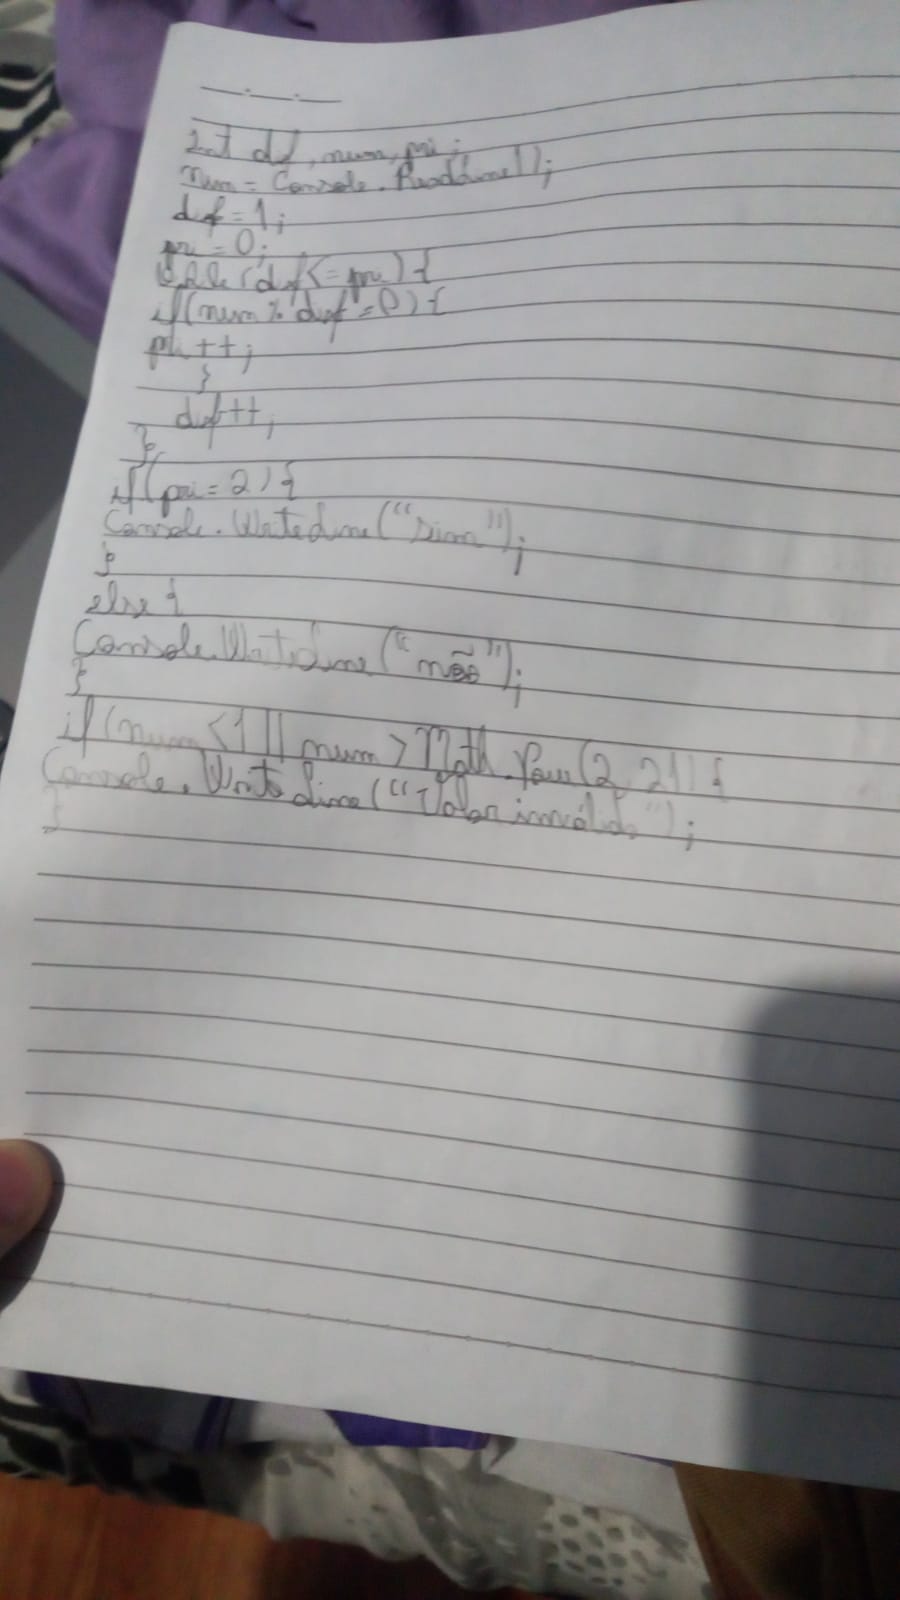 Int dif, num, pri;
num = Console.ReadLine();
dif = 1;
pri = 0;
While (dif <= pri) {
if (num % dif = 0) {
pri ++;
}
dif ++;
}
if (pri = 2) {
Console.WriteLine("Sim");
}
else {
Console.WriteLine("não");
}
if (num < 1 || num > Math.Pow(2, 21)) {
Console.WriteLine("Valor inválido");
}